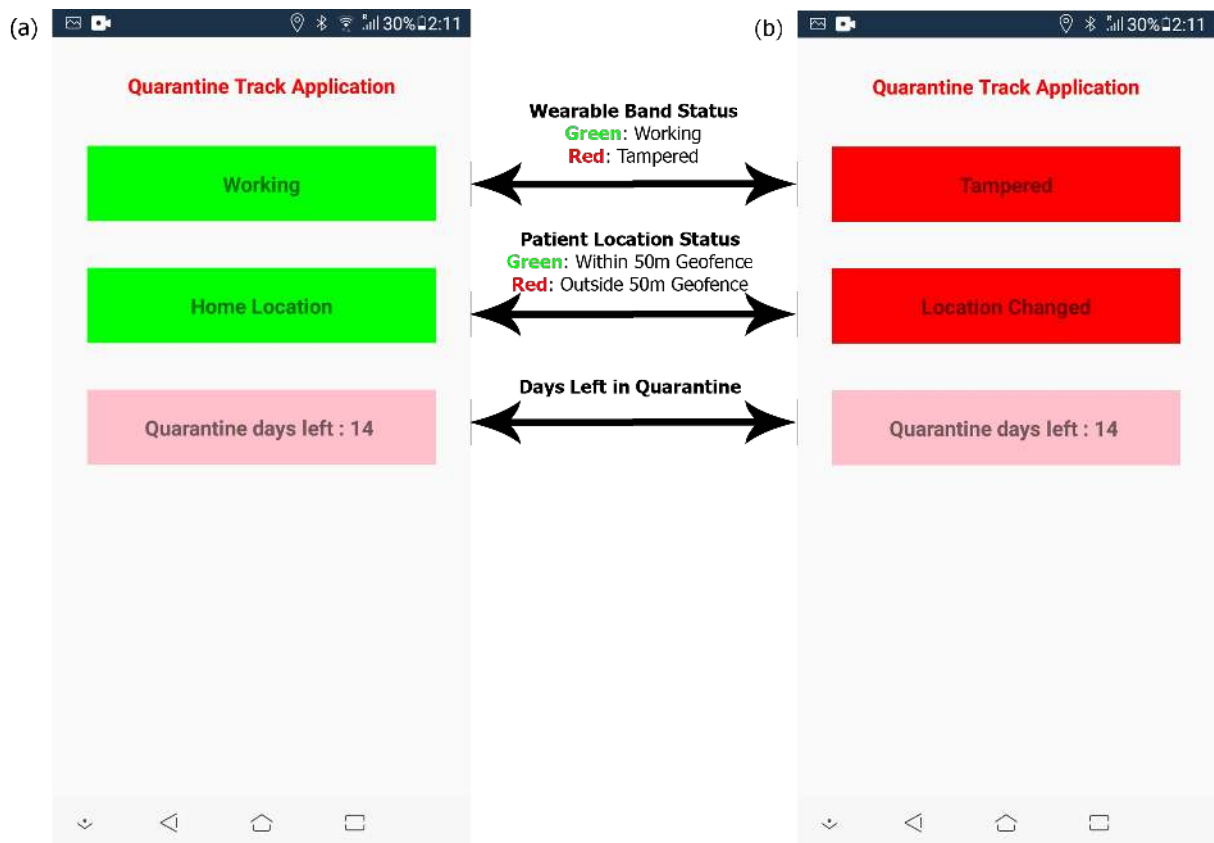 (a)
30% 2:11
Quarantine Track Application
Working
Home Location
Quarantine days left : 14
Wearable Band Status
Green: Working
Red: Tampered
Patient Location Status
Green: Within 50m Geofence
Red: Outside 50m Geofence
Days Left in Quarantine
(b)
30% 2:11
Quarantine Track Application
Tampered
Location Changed
Quarantine days left : 14